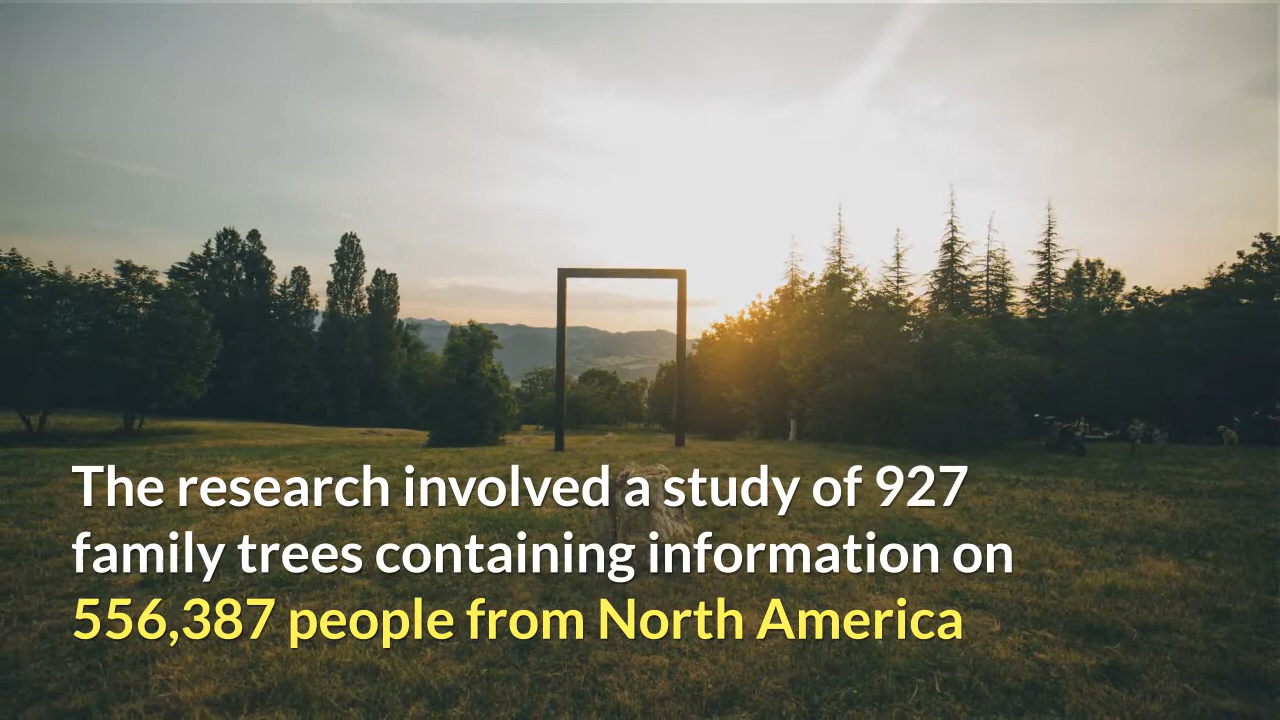 The research involved a study of 927
family trees containing information on
556,387 people from North America